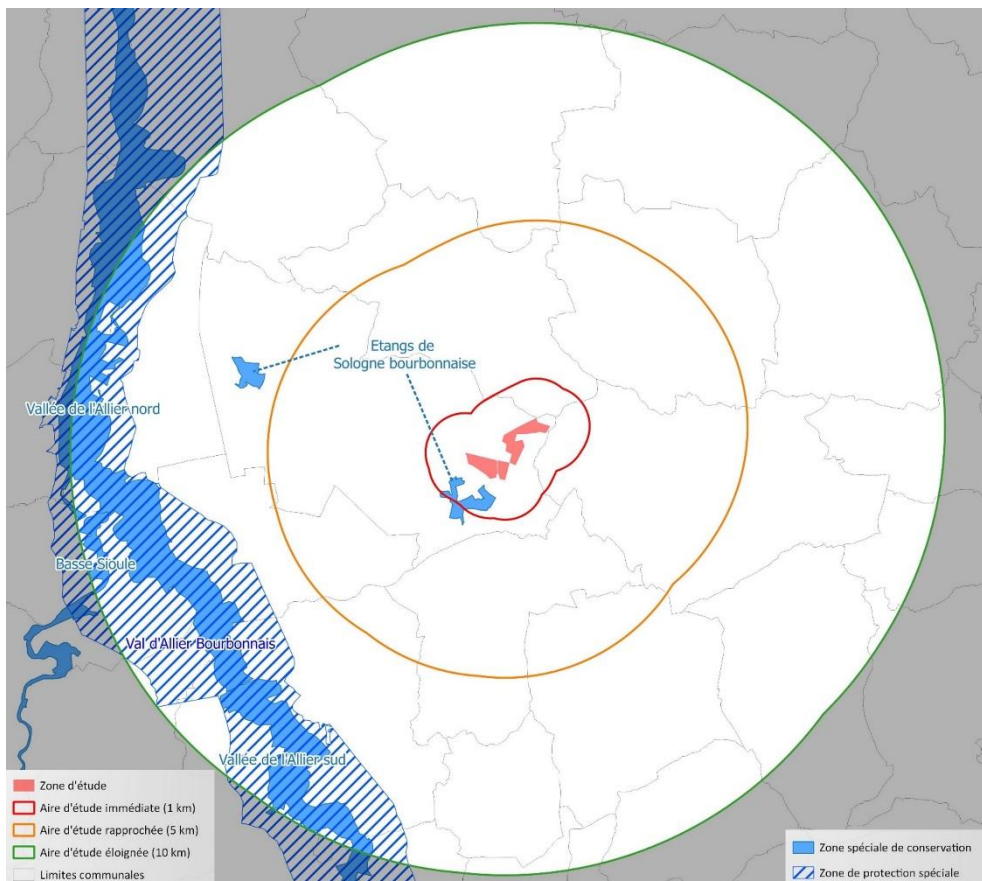 Etangs de
Sologne bourbonnaise
Vallée de l'Allier nord
Basse Sioule
Val d'Allier Bourbonnais
Vallée de l'Allier sud
Zone d'étude
Aire d'étude immédiate (1 km)
Aire d'étude rapprochée (5 km)
Aire d'étude éloignée (10 km)
Limites communales
Zone spéciale de conservation
Zone de protection spéciale